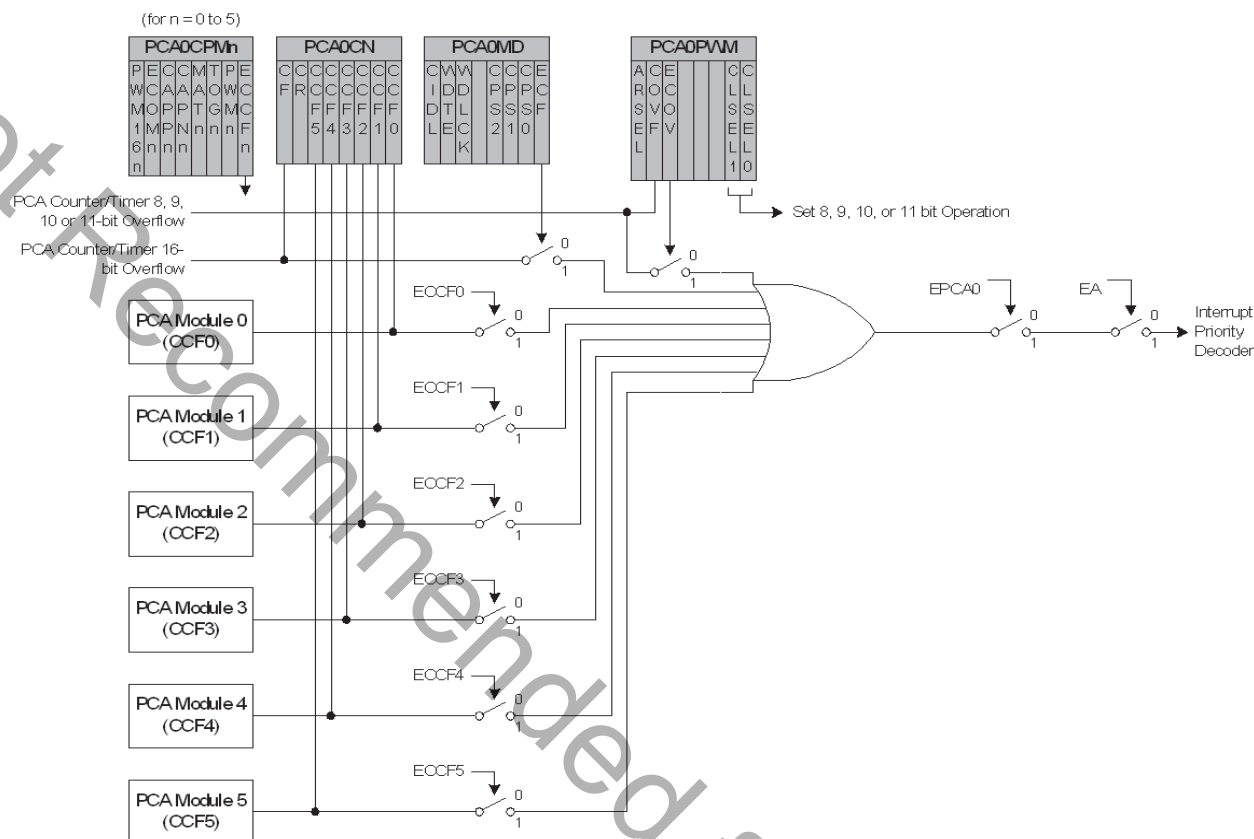 (for n = 0 to 5)
PCA0CPMn
PWM16n
ECOMn
CAPPn
CAPNn
MATn
TOGn
PWMn
ECCFn
PCA0CN
CF
CR
CCF5
CCF4
CCF3
CCF2
CCF1
CCF0
PCA0MD
CIDL
WDTE
WDLCK
CPS2
CPS1
CPS0
ECF
PCA0PWM
ARSEL
COVF
ECOV
CLSEL1
CLSEL0
PCA Counter/Timer 8, 9,
10 or 11-bit Overflow
Set 8, 9, 10, or 11 bit Operation
PCA Counter/Timer 16-
bit Overflow
0
1
0
1
PCA Module 0
(CCF0)
ECCF0
0
1
EPCA0
0
1
EA
0
1
Interrupt
Priority
Decoder
PCA Module 1
(CCF1)
ECCF1
0
1
PCA Module 2
(CCF2)
ECCF2
0
1
PCA Module 3
(CCF3)
ECCF3
0
1
PCA Module 4
(CCF4)
ECCF4
0
1
PCA Module 5
(CCF5)
ECCF5
0
1
Recommended